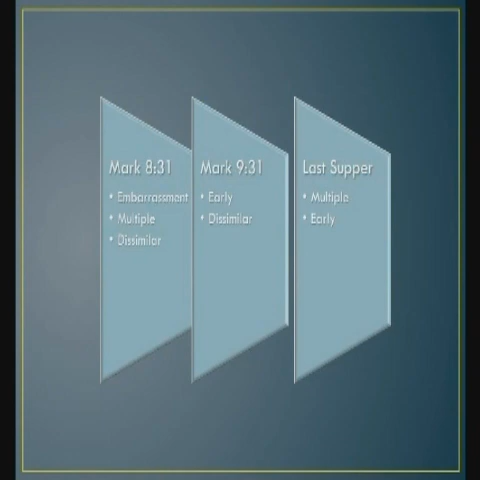 Mark 8:31
• Embarrassment
• Multiple
• Dissimilar
Mark 9:31
• Early
• Dissimilar
Last Supper
• Multiple
• Early